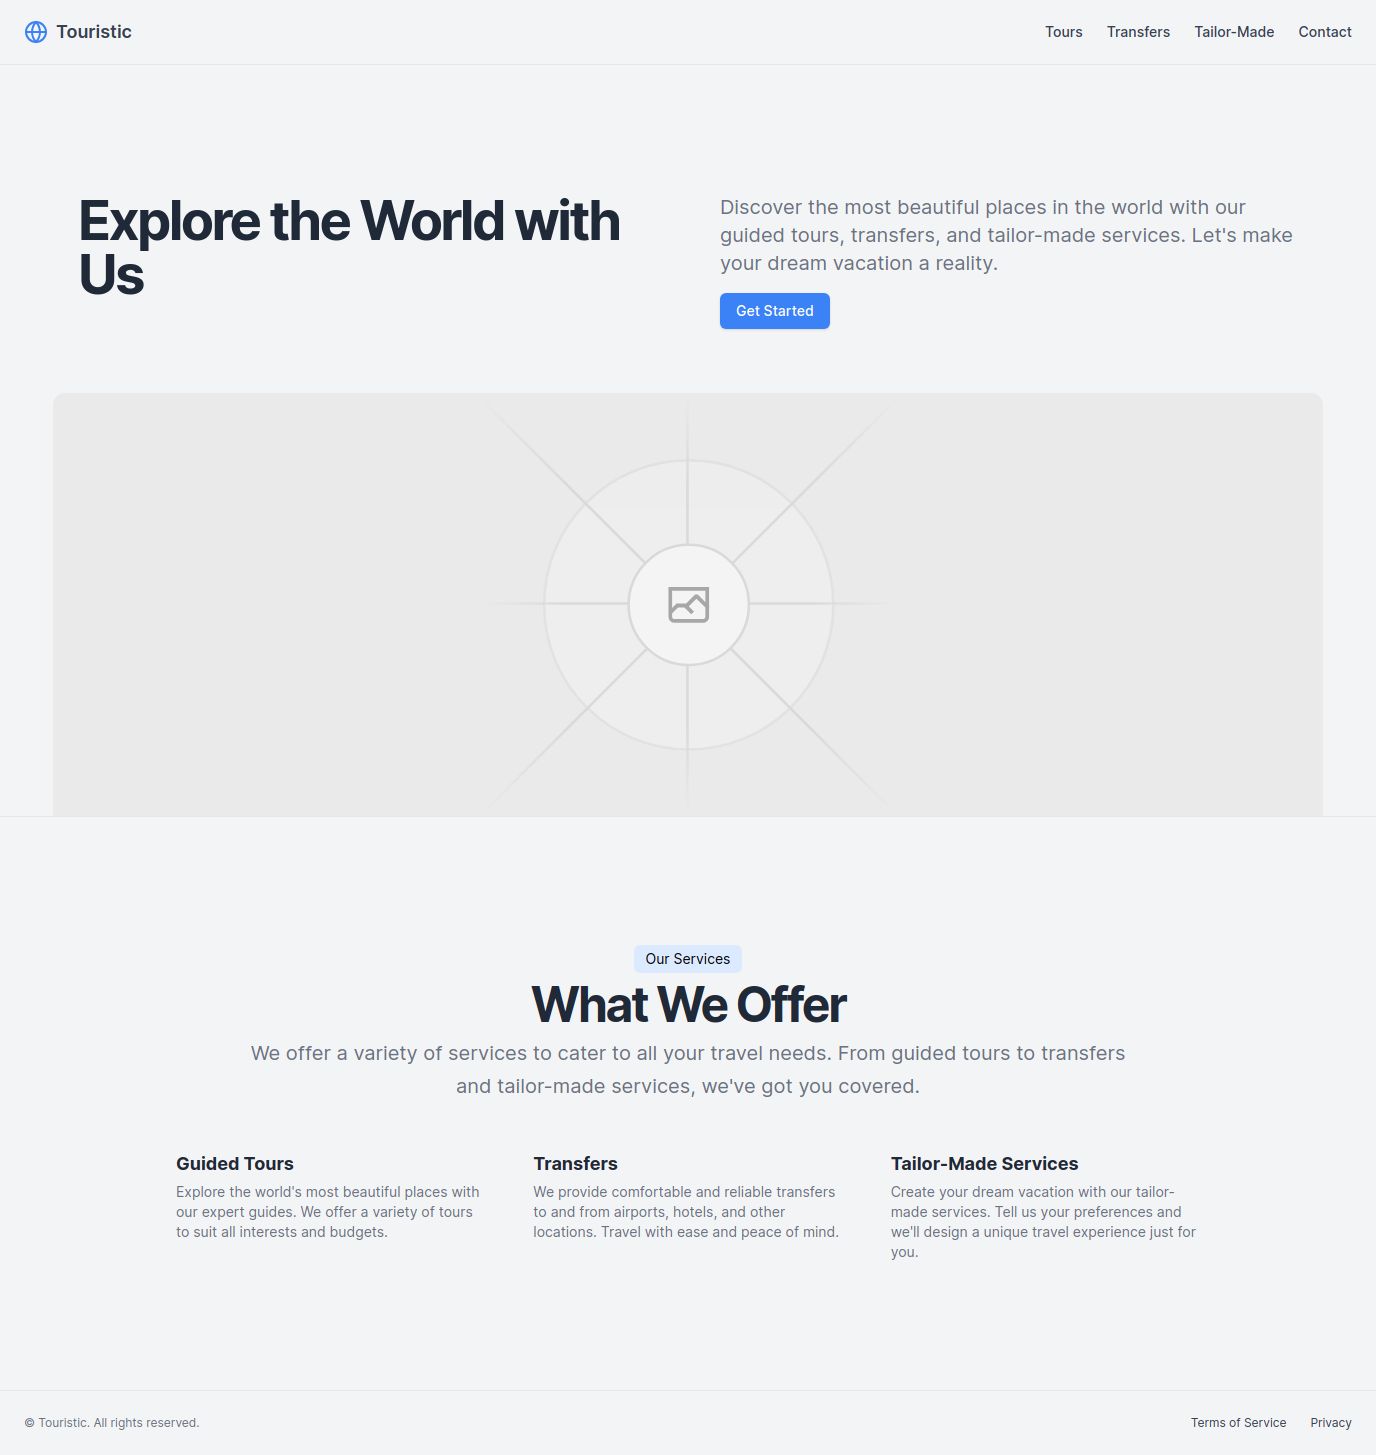 Touristic
Tours Transfers Tailor-Made Contact
Explore the World with
Us
Discover the most beautiful places in the world with our
guided tours, transfers, and tailor-made services. Let's make
your dream vacation a reality.
Get Started
Our Services
What We Offer
We offer a variety of services to cater to all your travel needs. From guided tours to transfers
and tailor-made services, we've got you covered.
Guided Tours
Explore the world's most beautiful places with
our expert guides. We offer a variety of tours
to suit all interests and budgets.
Transfers
We provide comfortable and reliable transfers
to and from airports, hotels, and other
locations. Travel with ease and peace of mind.
Tailor-Made Services
Create your dream vacation with our tailor-
made services. Tell us your preferences and
we'll design a unique travel experience just for
you.
© Touristic. All rights reserved.
Terms of Service Privacy